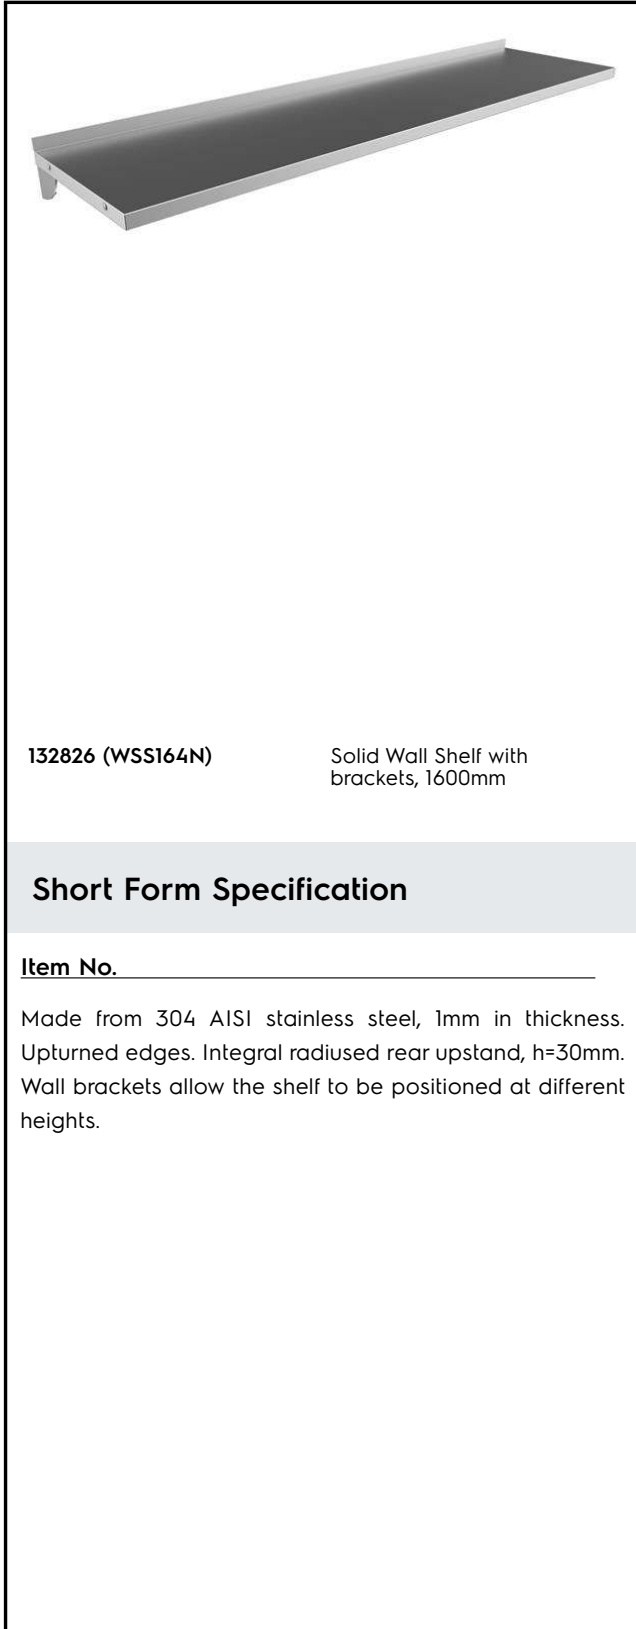 132826 (WSS164N)
Solid Wall Shelf with
brackets, 1600mm
Short Form Specification
Item No.
Made from 304 AISI stainless steel, 1mm in thickness.
Upturned edges. Integral radiused rear upstand, h=30mm.
Wall brackets allow the shelf to be positioned at different
heights.